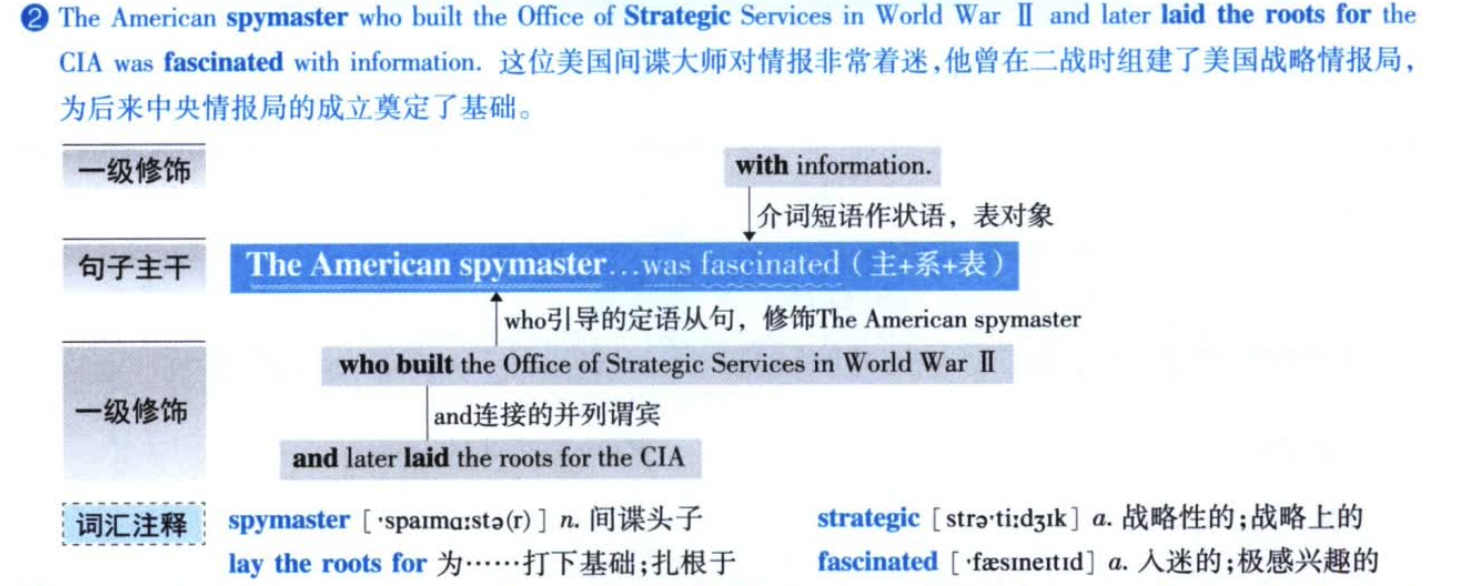 ❷ The American spymaster who built the Office of Strategic Services in World War Ⅱ and later laid the roots for the
CIA was fascinated with information. 这位美国间谍大师对情报非常着迷,他曾在二战时组建了美国战略情报局,
为后来中央情报局的成立奠定了基础。
一级修饰
with information.
介词短语作状语，表对象
句子主干
The American spymaster…was fascinated（主+系+表）
who引导的定语从句，修饰The American spymaster
一级修饰
who built the Office of Strategic Services in World War Ⅱ
and连接的并列谓宾
and later laid the roots for the CIA
词汇注释
spymaster [ˈspaɪmɑːstə(r)] n. 间谍头子
strategic [strəˈtiːdʒɪk] a. 战略性的;战略上的
lay the roots for 为……打下基础;扎根于
fascinated [ˈfæsɪneɪtɪd] a. 入迷的;极感兴趣的